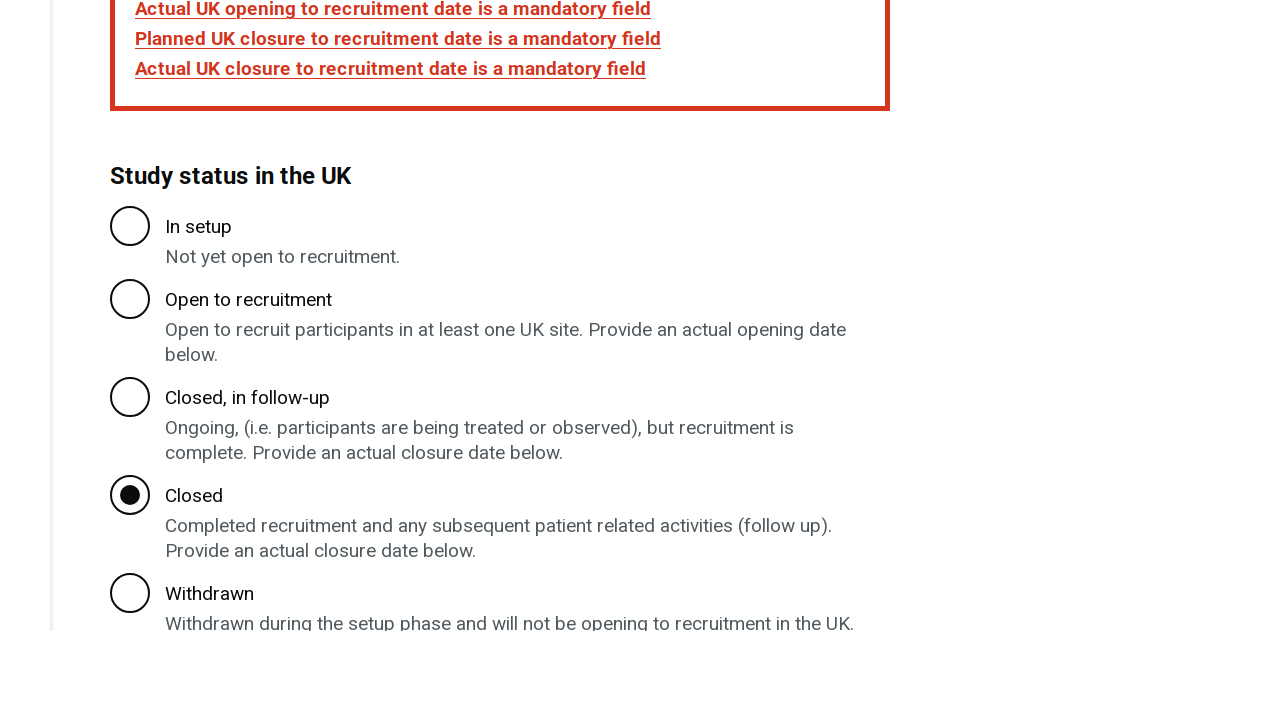 Actual UK opening to recruitment date is a mandatory field
Planned UK closure to recruitment date is a mandatory field
Actual UK closure to recruitment date is a mandatory field
Study status in the UK
In setup
Not yet open to recruitment.
Open to recruitment
Open to recruit participants in at least one UK site. Provide an actual opening date
below.
Closed, in follow-up
Ongoing, (i.e. participants are being treated or observed), but recruitment is
complete. Provide an actual closure date below.
Closed
Completed recruitment and any subsequent patient related activities (follow up).
Provide an actual closure date below.
Withdrawn
Withdrawn during the setup phase and will not be opening to recruitment in the UK.